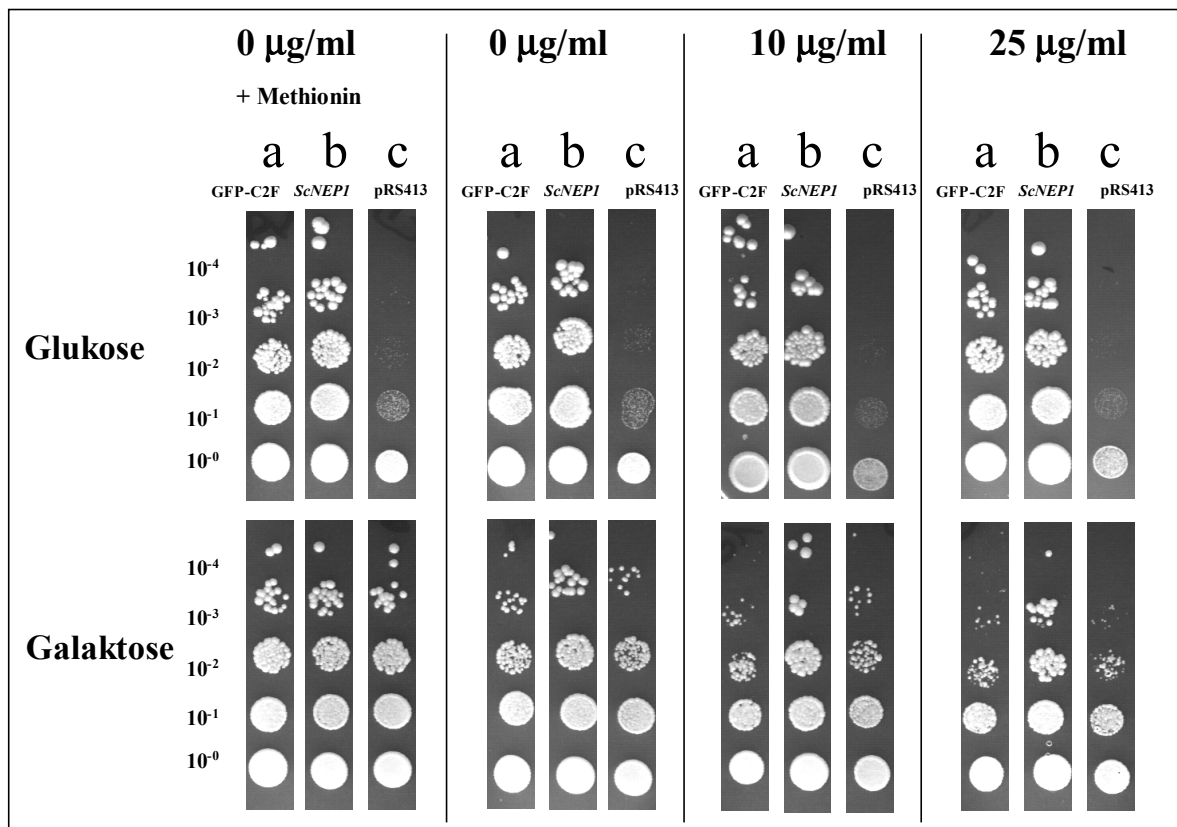 0 μg/ml 0 μg/ml 10 μg/ml 25 μg/ml
+ Methionin
a b c a b c a b c a b c
GFP-C2F ScNEP1 pRS413 GFP-C2F ScNEP1 pRS413 GFP-C2F ScNEP1 pRS413 GFP-C2F ScNEP1 pRS413
10⁻⁴
10⁻³
Glukose
10⁻²
10⁻¹
10⁻⁰
10⁻⁴
10⁻³
Galaktose
10⁻²
10⁻¹
10⁻⁰